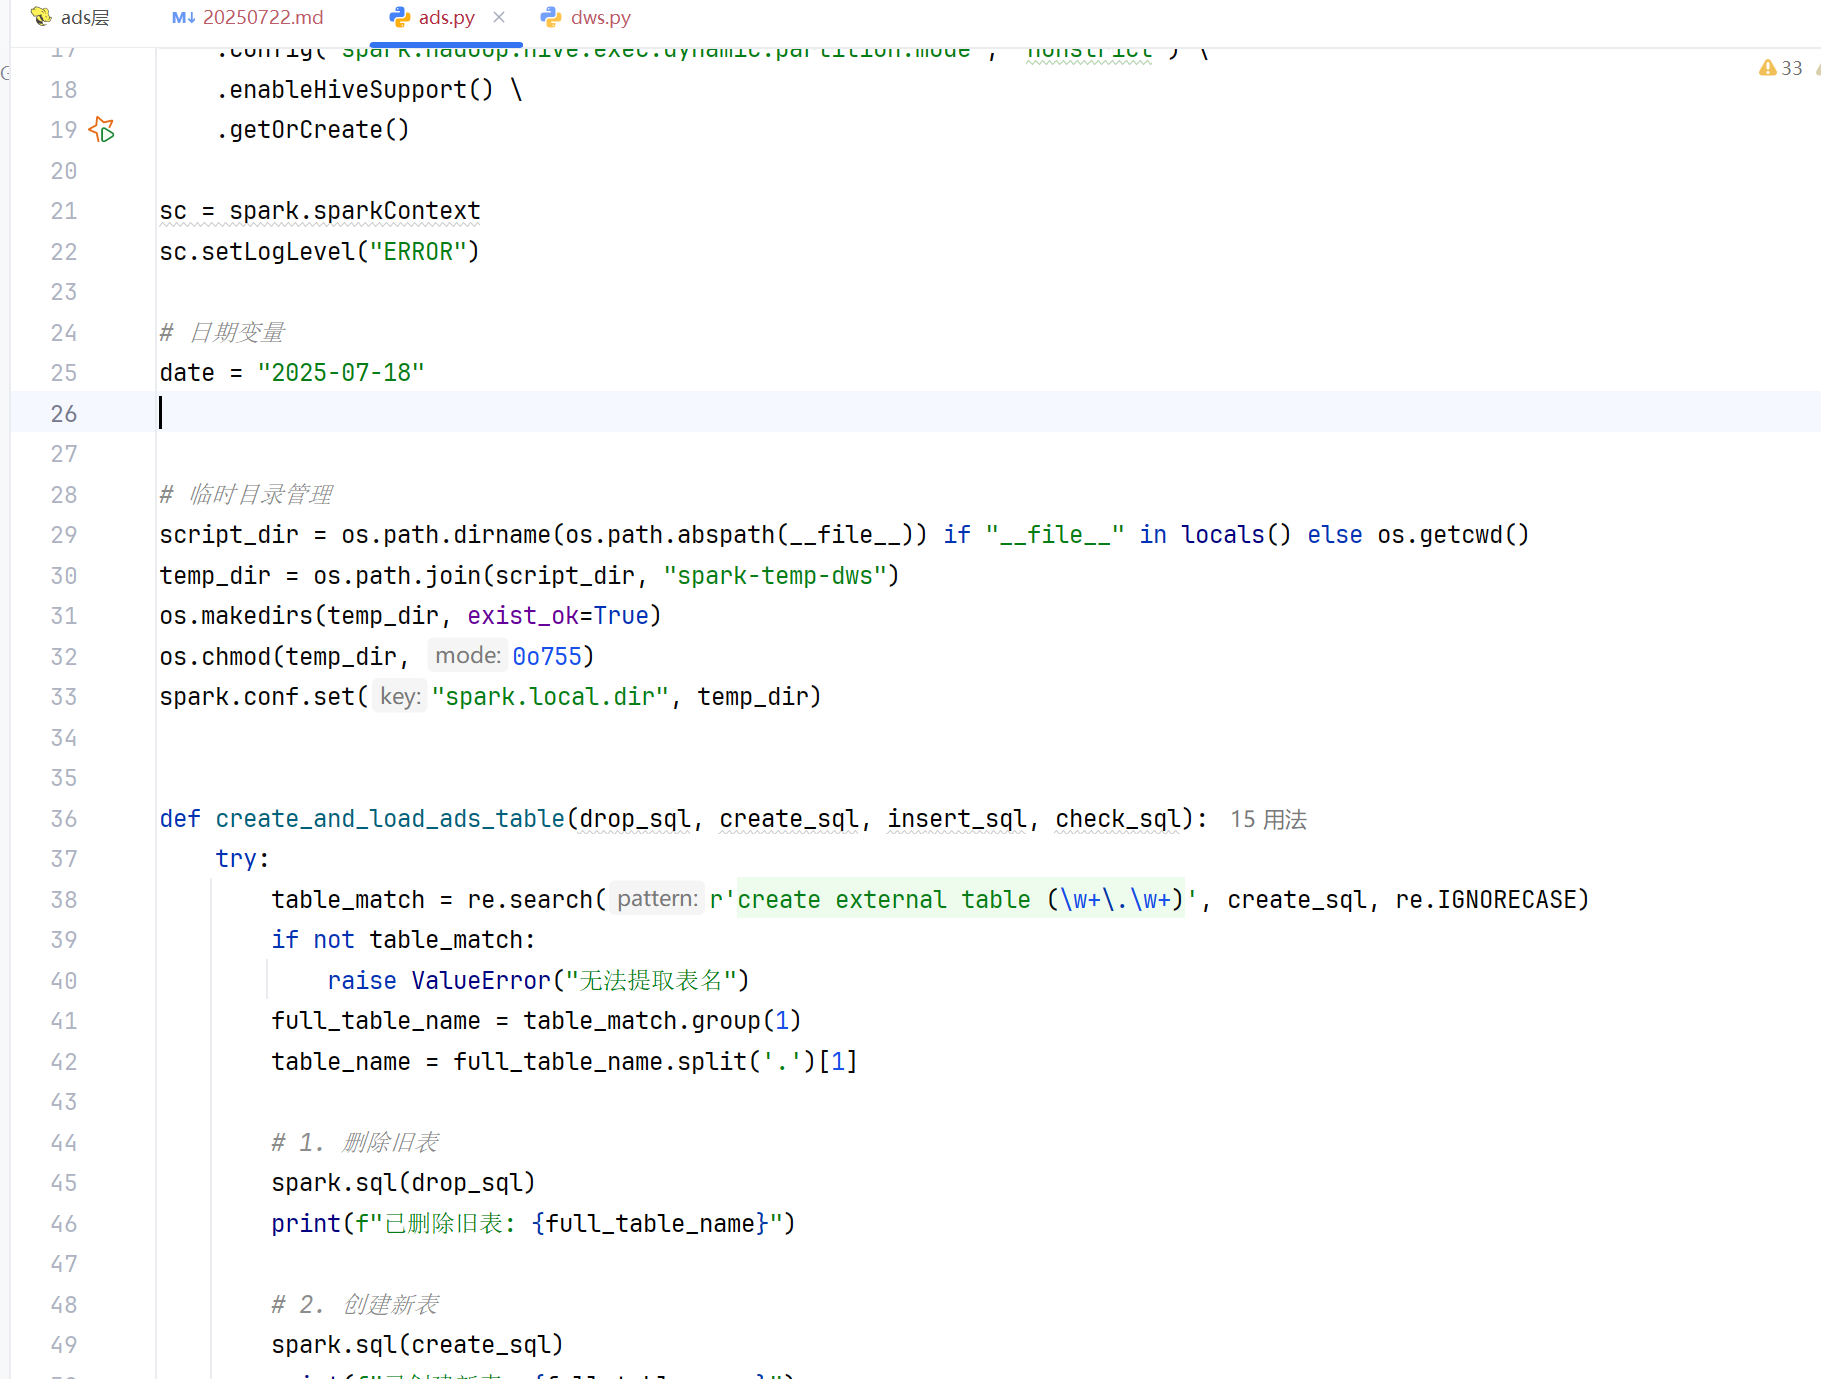 ads层 M↓ 20250722.md ads.py × dws.py
17 .config("spark.hadoop.hive.exec.dynamic.partition.mode", "nonstrict") \
33
18 .enableHiveSupport() \
19 .getOrCreate()
20
21 sc = spark.sparkContext
22 sc.setLogLevel("ERROR")
23
24 # 日期变量
25 date = "2025-07-18"
26
27
28 # 临时目录管理
29 script_dir = os.path.dirname(os.path.abspath(__file__)) if "__file__" in locals() else os.getcwd()
30 temp_dir = os.path.join(script_dir, "spark-temp-dws")
31 os.makedirs(temp_dir, exist_ok=True)
32 os.chmod(temp_dir, mode: 0o755)
33 spark.conf.set( key: "spark.local.dir", temp_dir)
34
35
36 def create_and_load_ads_table(drop_sql, create_sql, insert_sql, check_sql): 15 用法
37 try:
38 table_match = re.search( pattern: r'create external table (\w+\.\w+)', create_sql, re.IGNORECASE)
39 if not table_match:
40 raise ValueError("无法提取表名")
41 full_table_name = table_match.group(1)
42 table_name = full_table_name.split('.')[1]
43
44 # 1. 删除旧表
45 spark.sql(drop_sql)
46 print(f"已删除旧表: {full_table_name}")
47
48 # 2. 创建新表
49 spark.sql(create_sql)